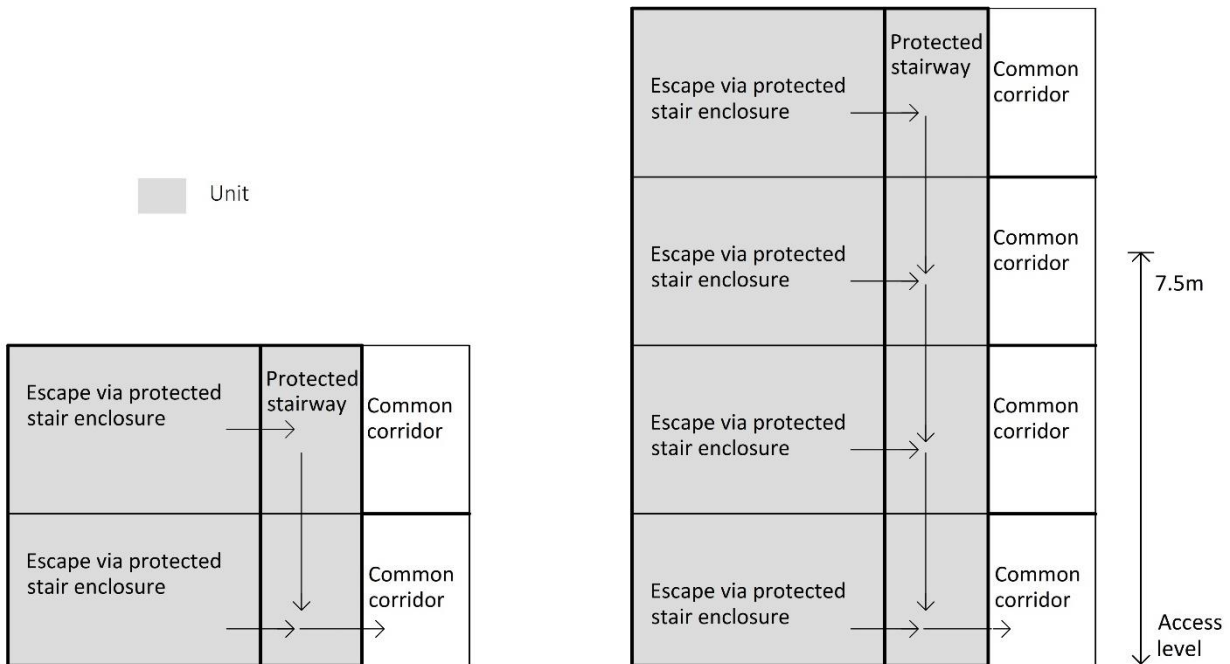 Unit
Escape via protected
stair enclosure
Protected
stairway
Common
corridor
Escape via protected
stair enclosure
Common
corridor
Protected
stairway
Common
corridor
Escape via protected
stair enclosure
Escape via protected
stair enclosure
Common
corridor
7.5m
Escape via protected
stair enclosure
Common
corridor
Escape via protected
stair enclosure
Common
corridor
Access
level